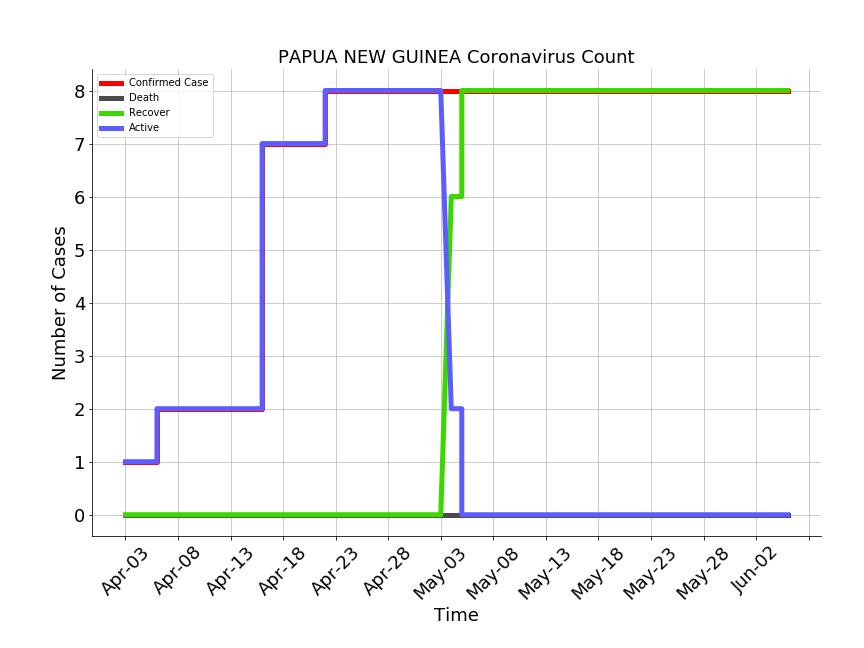 PAPUA NEW GUINEA Coronavirus Count
Confirmed Case
Death
Recover
Active
Number of Cases
8
7
6
5
4
3
2
1
0
Apr-03
Apr-08
Apr-13
Apr-18
Apr-23
Apr-28
May-03
May-08
May-13
May-18
May-23
May-28
Jun-02
Time